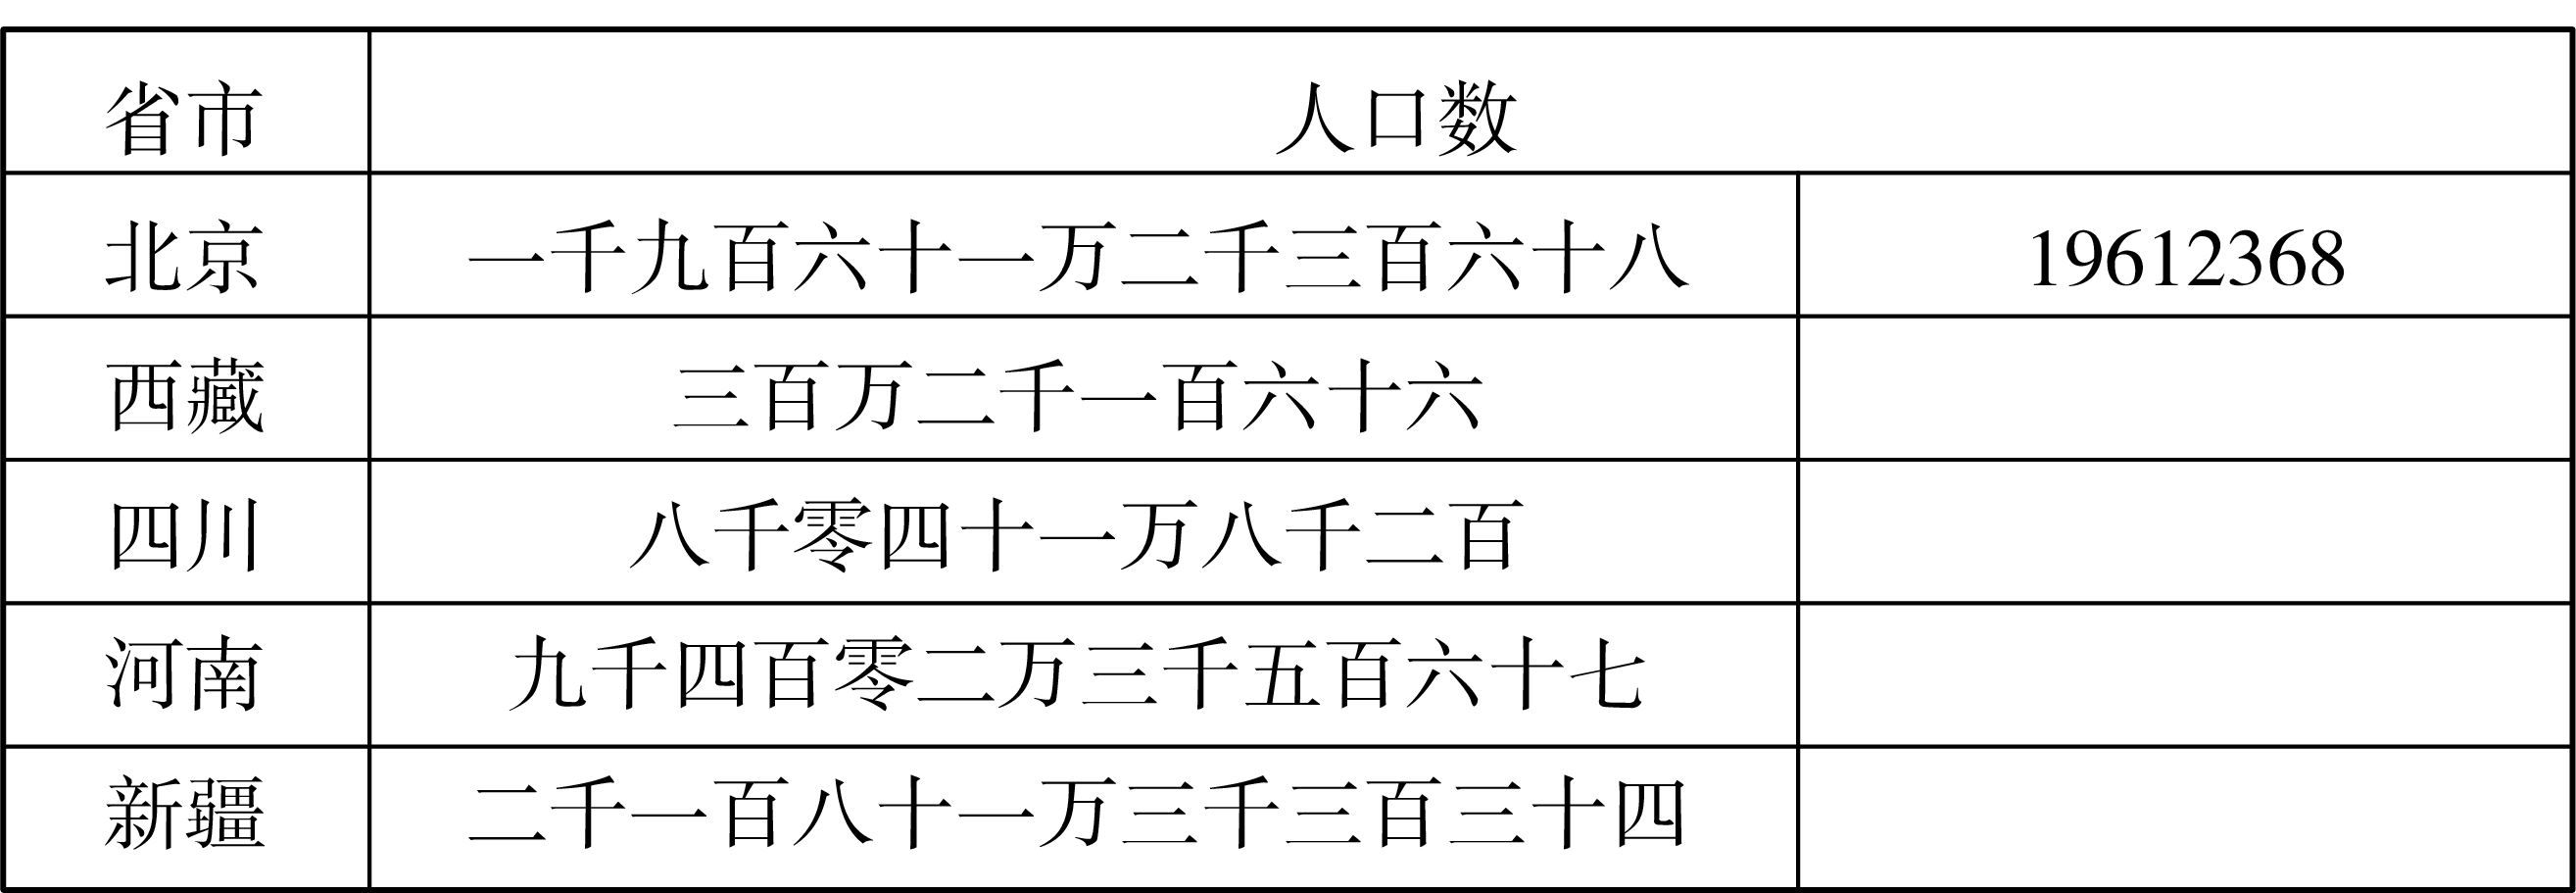 省市 人口数
北京 一千九百六十一万二千三百六十八 19612368
西藏 三百万二千一百六十六
四川 八千零四十一万八千二百
河南 九千四百零二万三千五百六十七
新疆 二千一百八十一万三千三百三十四